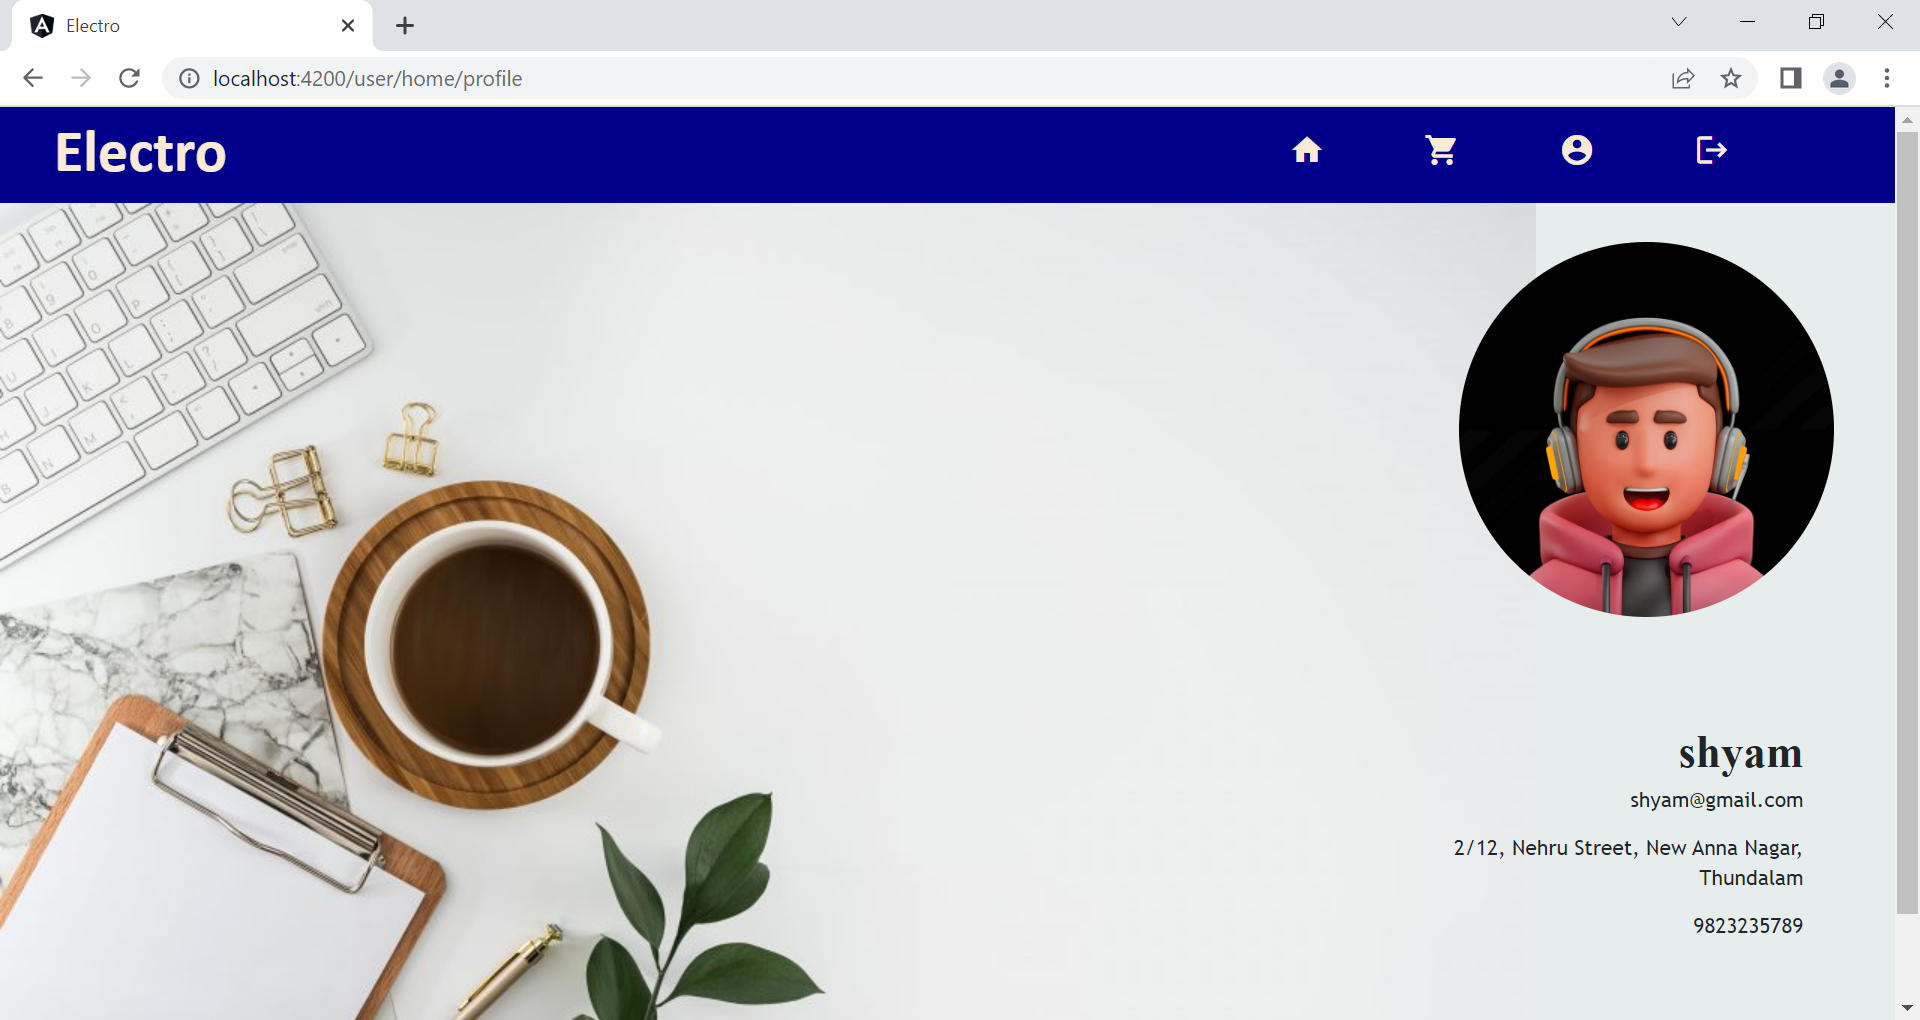 Electro
localhost:4200/user/home/profile
Electro
shyam
shyam@gmail.com
2/12, Nehru Street, New Anna Nagar,
Thundalam
9823235789